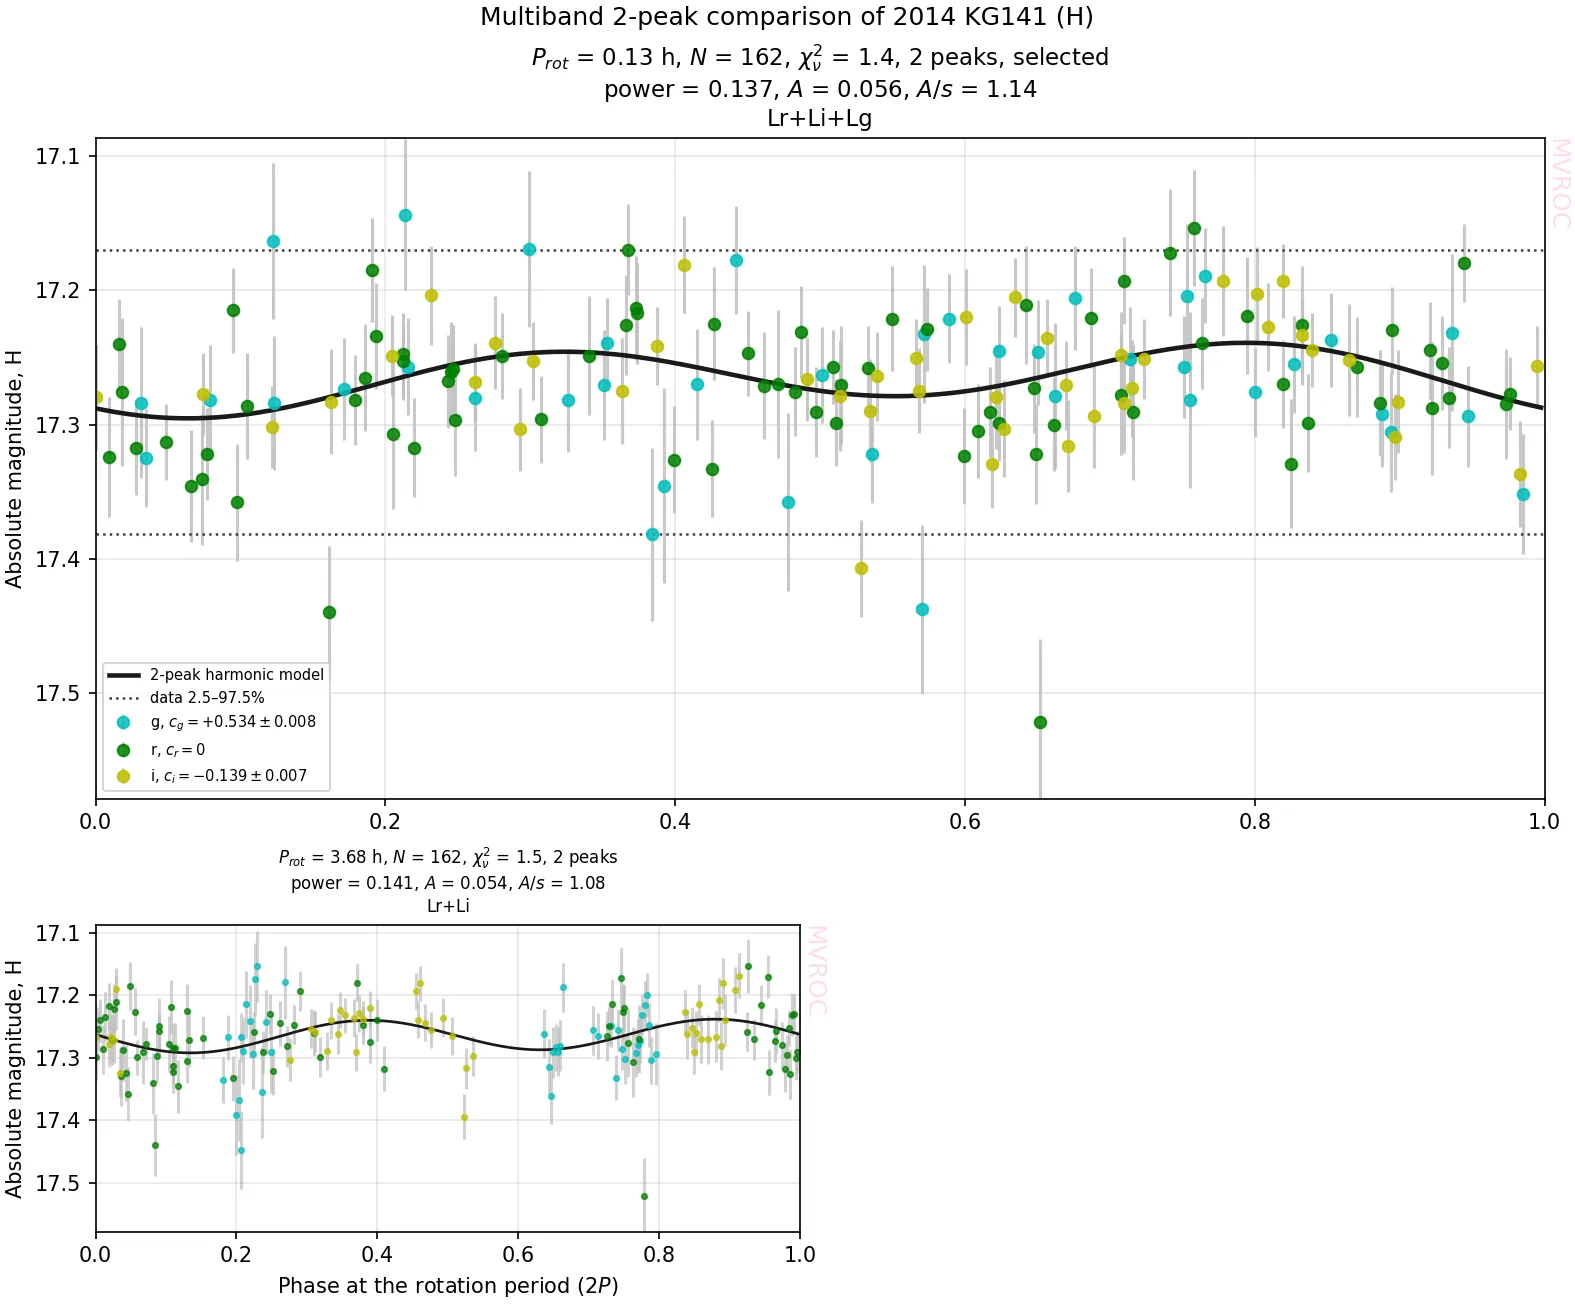 Multiband 2-peak comparison of 2014 KG141 (H)
P_rot = 0.13 h, N = 162, χ²_ν = 1.4, 2 peaks, selected
power = 0.137, A = 0.056, A/s = 1.14
Lr+Li+Lg
17.1
17.2
17.3
17.4
17.5
Absolute magnitude, H
MVROC
2-peak harmonic model
data 2.5–97.5%
g, c_g = +0.534 ± 0.008
r, c_r = 0
i, c_i = −0.139 ± 0.007
0.0 0.2 0.4 0.6 0.8 1.0
P_rot = 3.68 h, N = 162, χ²_ν = 1.5, 2 peaks
power = 0.141, A = 0.054, A/s = 1.08
Lr+Li
17.1
17.2
17.3
17.4
17.5
Absolute magnitude, H
MVROC
0.0 0.2 0.4 0.6 0.8 1.0
Phase at the rotation period (2P)